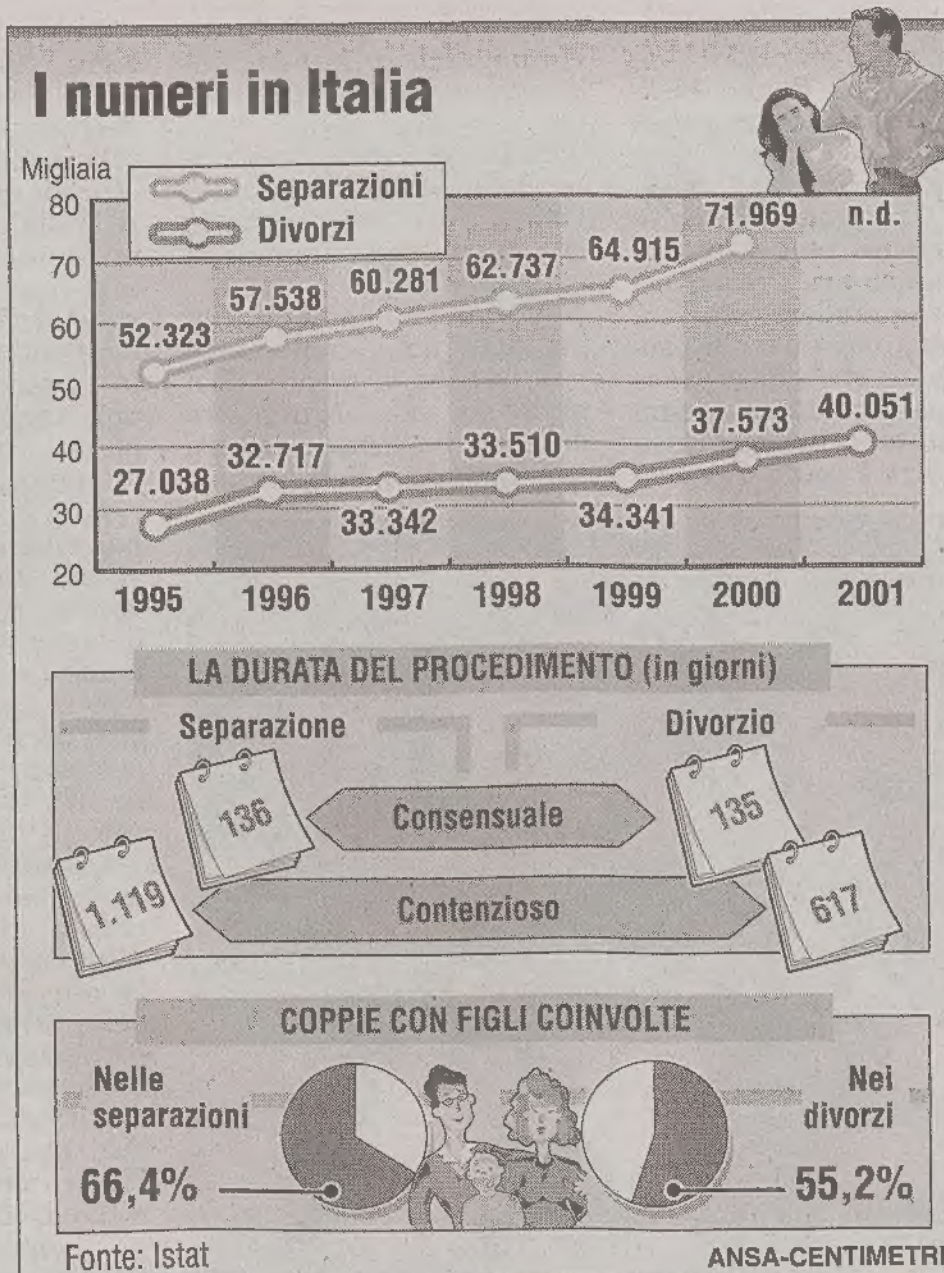 I numeri in Italia
Migliaia
Separazioni
Divorzi
80
70
60
50
40
30
20
52.323
57.538
60.281
62.737
64.915
71.969
n.d.
27.038
32.717
33.342
33.510
34.341
37.573
40.051
1995 1996 1997 1998 1999 2000 2001
LA DURATA DEL PROCEDIMENTO (in giorni)
Separazione Divorzio
136 Consensuale 135
1.119 Contenzioso 617
COPPIE CON FIGLI COINVOLTE
Nelle
separazioni
66,4%
Nei
divorzi
55,2%
Fonte: Istat
ANSA-CENTIMETRI